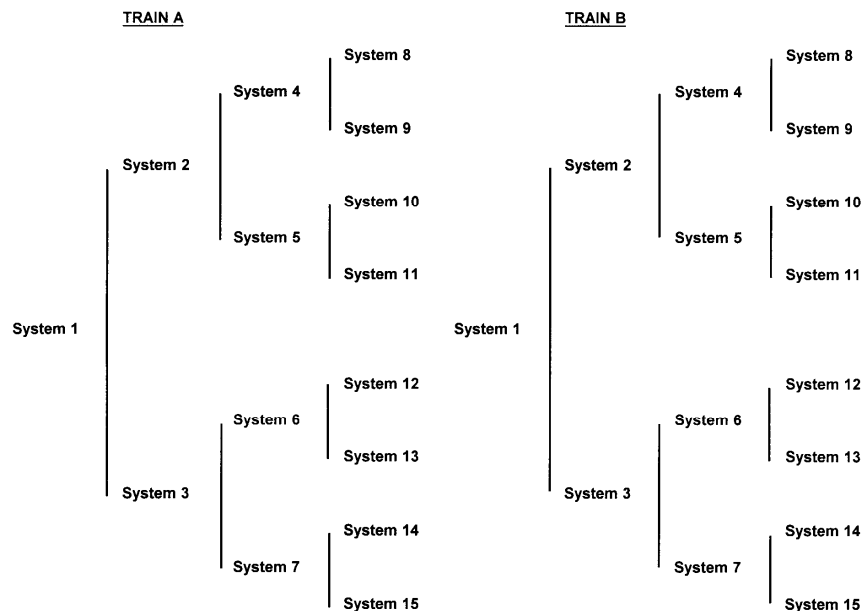 TRAIN A
TRAIN B
System 8
System 8
System 4
System 4
System 9
System 9
System 2
System 2
System 10
System 10
System 5
System 5
System 11
System 11
System 1
System 1
System 12
System 12
System 6
System 6
System 13
System 13
System 3
System 3
System 14
System 14
System 7
System 7
System 15
System 15